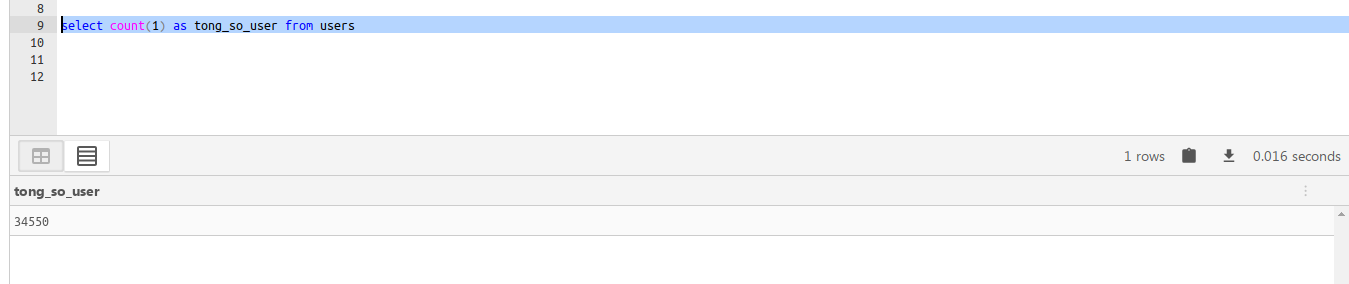 8
9 select count(1) as tong_so_user from users
10
11
12
1 rows 0.016 seconds
tong_so_user
34550